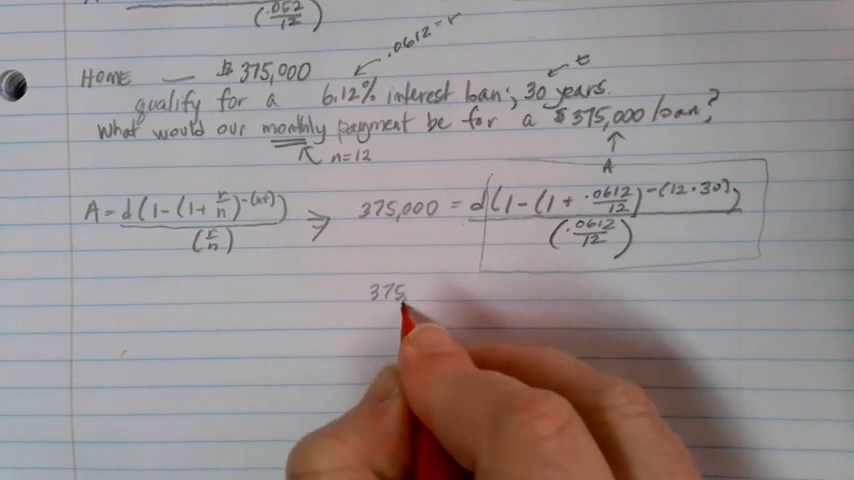 (.062/12)
HOME — $375,000
.0612 = r
t
qualify for a 6.12% interest loan; 30 years.
What would our monthly payment be for a $375,000 loan?
n=12
A
A = d(1-(1+r/n)^-(nt))/(r/n) ⇒ 375,000 = d(1-(1+.0612/12)^-(12·30))/(.0612/12)
375